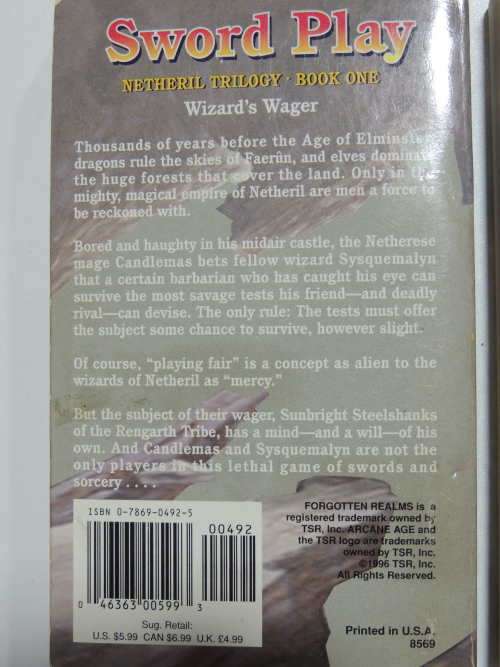 Sword Play
NETHERIL TRILOGY · BOOK ONE
Wizard's Wager
Thousands of years before the Age of Elminster,
dragons rule the skies of Faerûn, and elves dominate
the huge forests that cover the land. Only in the
mighty, magical empire of Netheril are men a force to
be reckoned with.
Bored and haughty in his midair castle, the Netherese
mage Candlemas bets fellow wizard Sysquemalyn
that a certain barbarian who has caught his eye can
survive the most savage tests his friend—and deadly
rival—can devise. The only rule: The tests must offer
the subject some chance to survive, however slight.
Of course, "playing fair" is a concept as alien to the
wizards of Netheril as "mercy."
But the subject of their wager, Sunbright Steelshanks
of the Rengarth Tribe, has a mind—and a will—of his
own. And Candlemas and Sysquemalyn are not the
only players in this lethal game of swords and
sorcery . . . .
ISBN 0-7869-0492-5
00492
0 46363 00599 3
Sug. Retail:
U.S. $5.99 CAN $6.99 U.K. £4.99
FORGOTTEN REALMS is a
registered trademark owned by
TSR, Inc. ARCANE AGE and
the TSR logo are trademarks
owned by TSR, Inc.
©1996 TSR, Inc.
All Rights Reserved.
Printed in U.S.A.
8569